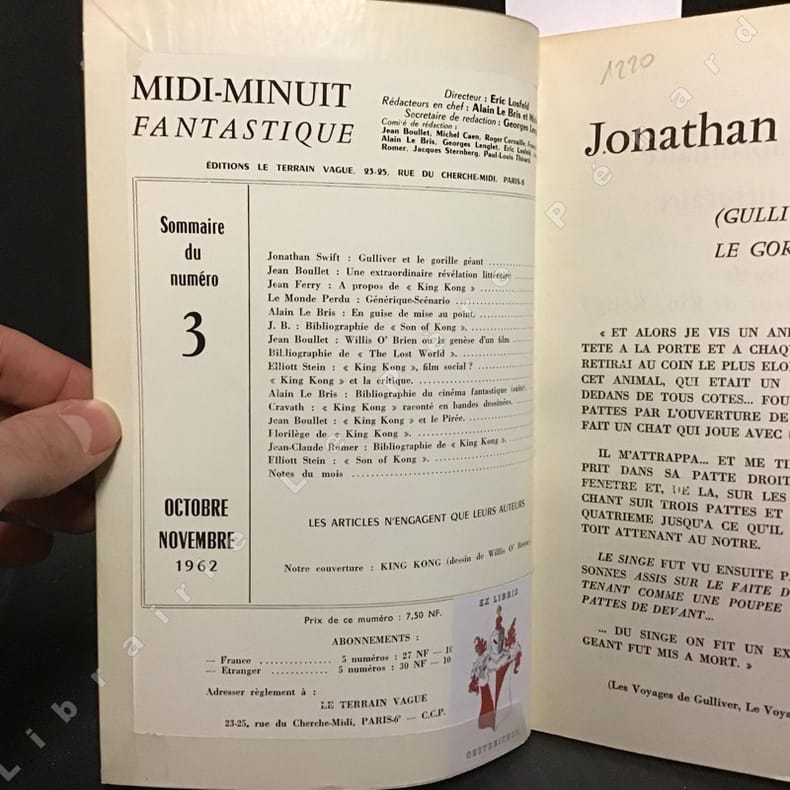 MIDI-MINUIT
FANTASTIQUE
Directeur : Eric Losfeld
Rédacteurs en chef : Alain Le Bris et
Secretaire de redaction : Georges
Comité de rédaction :
Jean Boullet, Michel Caen, Roger Cornaille,
Alain Le Bris, Georges Lenglet, Eric Losfeld,
Romer, Jacques Sternberg, Paul-Louis Thirard
ÉDITIONS LE TERRAIN VAGUE, 23-25, RUE DU CHERCHE-MIDI, PARIS-6
Sommaire
du
numéro
3
OCTOBRE
NOVEMBRE
1962
Jonathan Swift : Gulliver et le gorille géant
Jean Boullet : Une extraordinaire révélation littéraire
Jean Ferry : A propos de « King Kong »
Le Monde Perdu : Générique-Scénario
Alain Le Bris : En guise de mise au point.
J. B. : Bibliographie de « Son of Kong ».
Jean Boullet : Willis O' Brien ou la genèse d'un film
Bibliographie de « The Lost World ».
Elliott Stein : « King Kong », film social ?
« King Kong » et la critique.
Alain Le Bris : Bibliographie du cinéma fantastique (suite).
Cravath : « King Kong » raconté en bandes dessinées.
Jean Boullet : « King Kong » et le Pirée.
Florilège de « King Kong ».
Jean-Claude Romer : Bibliographie de « King Kong ».
Elliott Stein : « Son of Kong ».
Notes du mois
LES ARTICLES N'ENGAGENT QUE LEURS AUTEURS
Notre couverture : KING KONG (dessin de Willis O' Brien)
Prix de ce numéro : 7,50 NF.
ABONNEMENTS :
— France ............ 5 numéros : 27 NF — 10
— Etranger ............ 5 numéros : 30 NF — 10
Adresser règlement à :
LE TERRAIN VAGUE
23-25, rue du Cherche-Midi, PARIS-6e — C.C.P.
EX LIBRIS
1220
Jonathan
(GULLI
LE GOR
« ET ALORS JE VIS UN ANI
TETE A LA PORTE ET A CHAQ
RETIRAI AU COIN LE PLUS ELOI
CET ANIMAL, QUI ETAIT UN
DEDANS DE TOUS COTES... FOU
PATTES PAR L'OUVERTURE DE
FAIT UN CHAT QUI JOUE AVEC
IL M'ATTRAPPA... ET ME TI
PRIT DANS SA PATTE DROIT
FENETRE ET, DE LA, SUR LES
CHANT SUR TROIS PATTES ET
QUATRIEME JUSQU'A CE QU'IL
TOIT ATTENANT AU NOTRE.
LE SINGE FUT VU ENSUITE P
SONNES ASSIS SUR LE FAITE D
TENANT COMME UNE POUPEE
PATTES DE DEVANT...
... DU SINGE ON FIT UN EX
GEANT FUT MIS A MORT. »
(Les Voyages de Gulliver, Le Voya